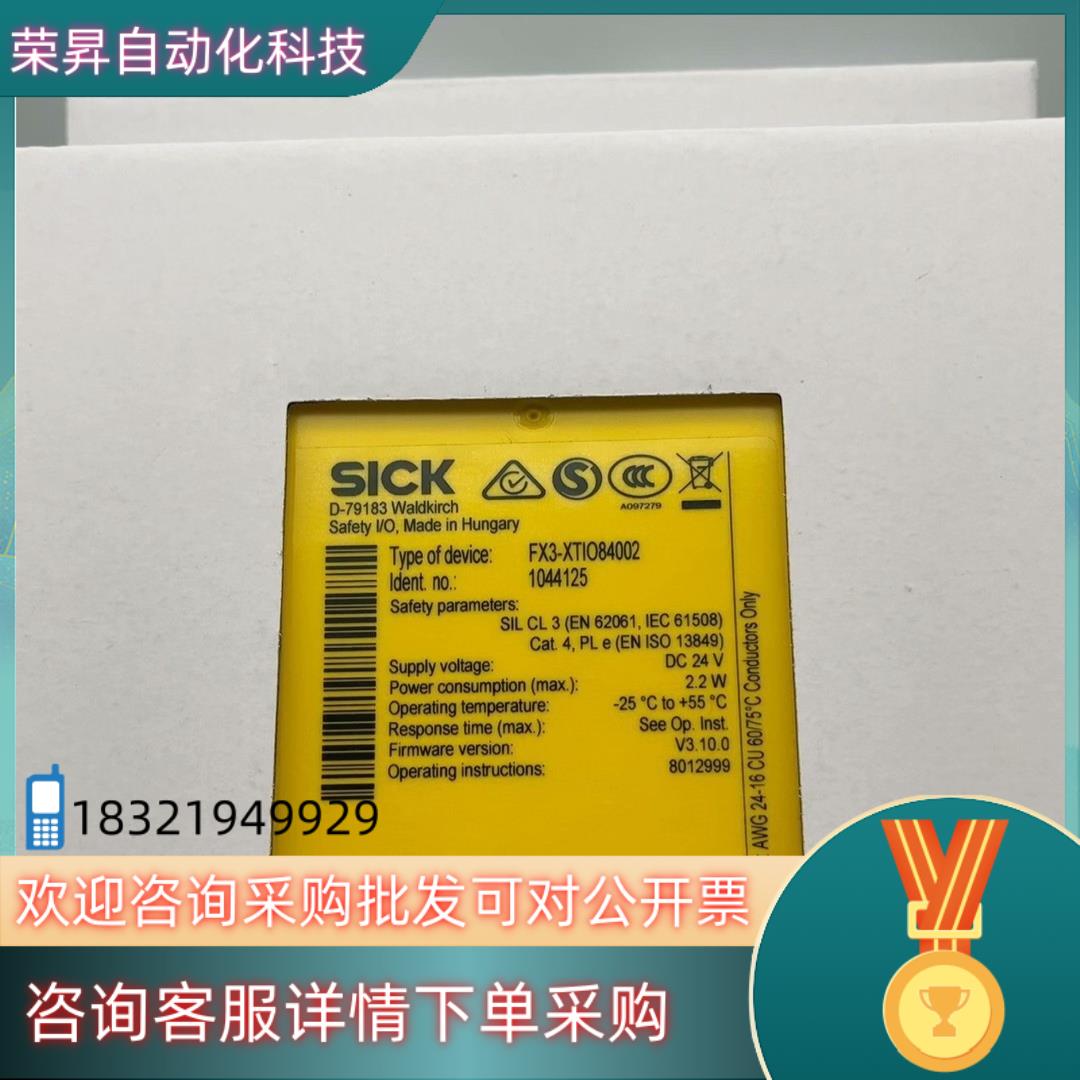 荣昇自动化科技
SICK
D-79183 Waldkirch
Safety I/O, Made in Hungary
A097279
Type of device: FX3-XTIO84002
Ident. no.: 1044125
Safety parameters:
SIL CL 3 (EN 62061, IEC 61508)
Cat. 4, PL e (EN ISO 13849)
Supply voltage: DC 24 V
Power consumption (max.): 2.2 W
Operating temperature: -25 °C to +55 °C
Response time (max.): See Op. Inst.
Firmware version: V3.10.0
Operating instructions: 8012999
AWG 24-16 CU 60/75°C Conductors Only
18321949929
欢迎咨询采购批发可对公开票
咨询客服详情下单采购